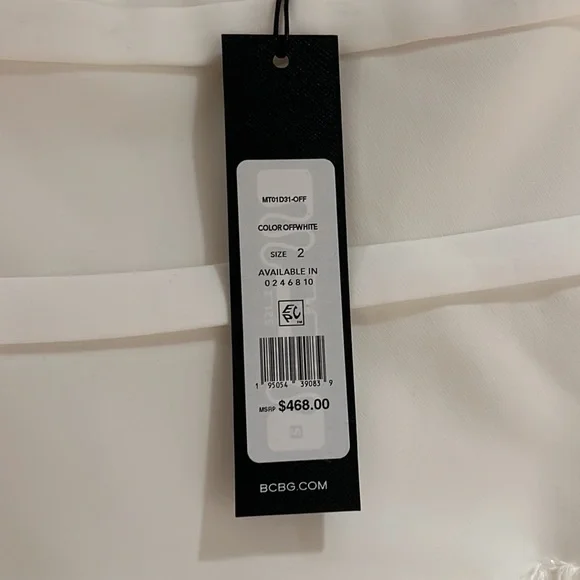 MT01D31-OFF
COLOR OFFWHITE
SIZE 2
AVAILABLE IN
0 2 4 6 8 10
EPC
1 95054 39083 9
MSRP $468.00
BCBG.COM